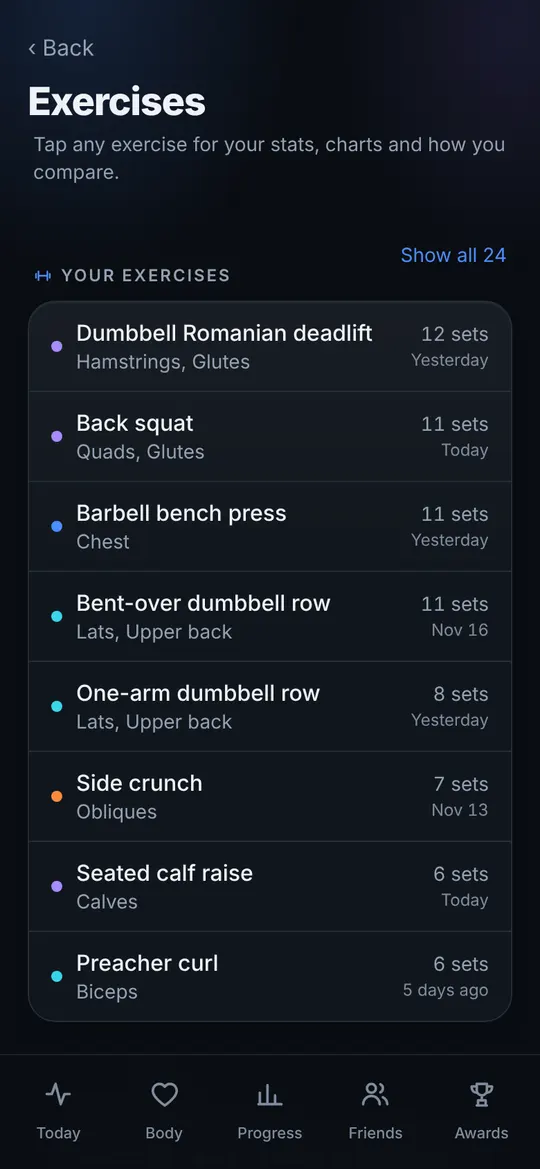 ‹ Back
Exercises
Tap any exercise for your stats, charts and how you
compare.
Show all 24
YOUR EXERCISES
Dumbbell Romanian deadlift
12 sets
Hamstrings, Glutes
Yesterday
Back squat
11 sets
Quads, Glutes
Today
Barbell bench press
11 sets
Chest
Yesterday
Bent-over dumbbell row
11 sets
Lats, Upper back
Nov 16
One-arm dumbbell row
8 sets
Lats, Upper back
Yesterday
Side crunch
7 sets
Obliques
Nov 13
Seated calf raise
6 sets
Calves
Today
Preacher curl
6 sets
Biceps
5 days ago
Today
Body
Progress
Friends
Awards